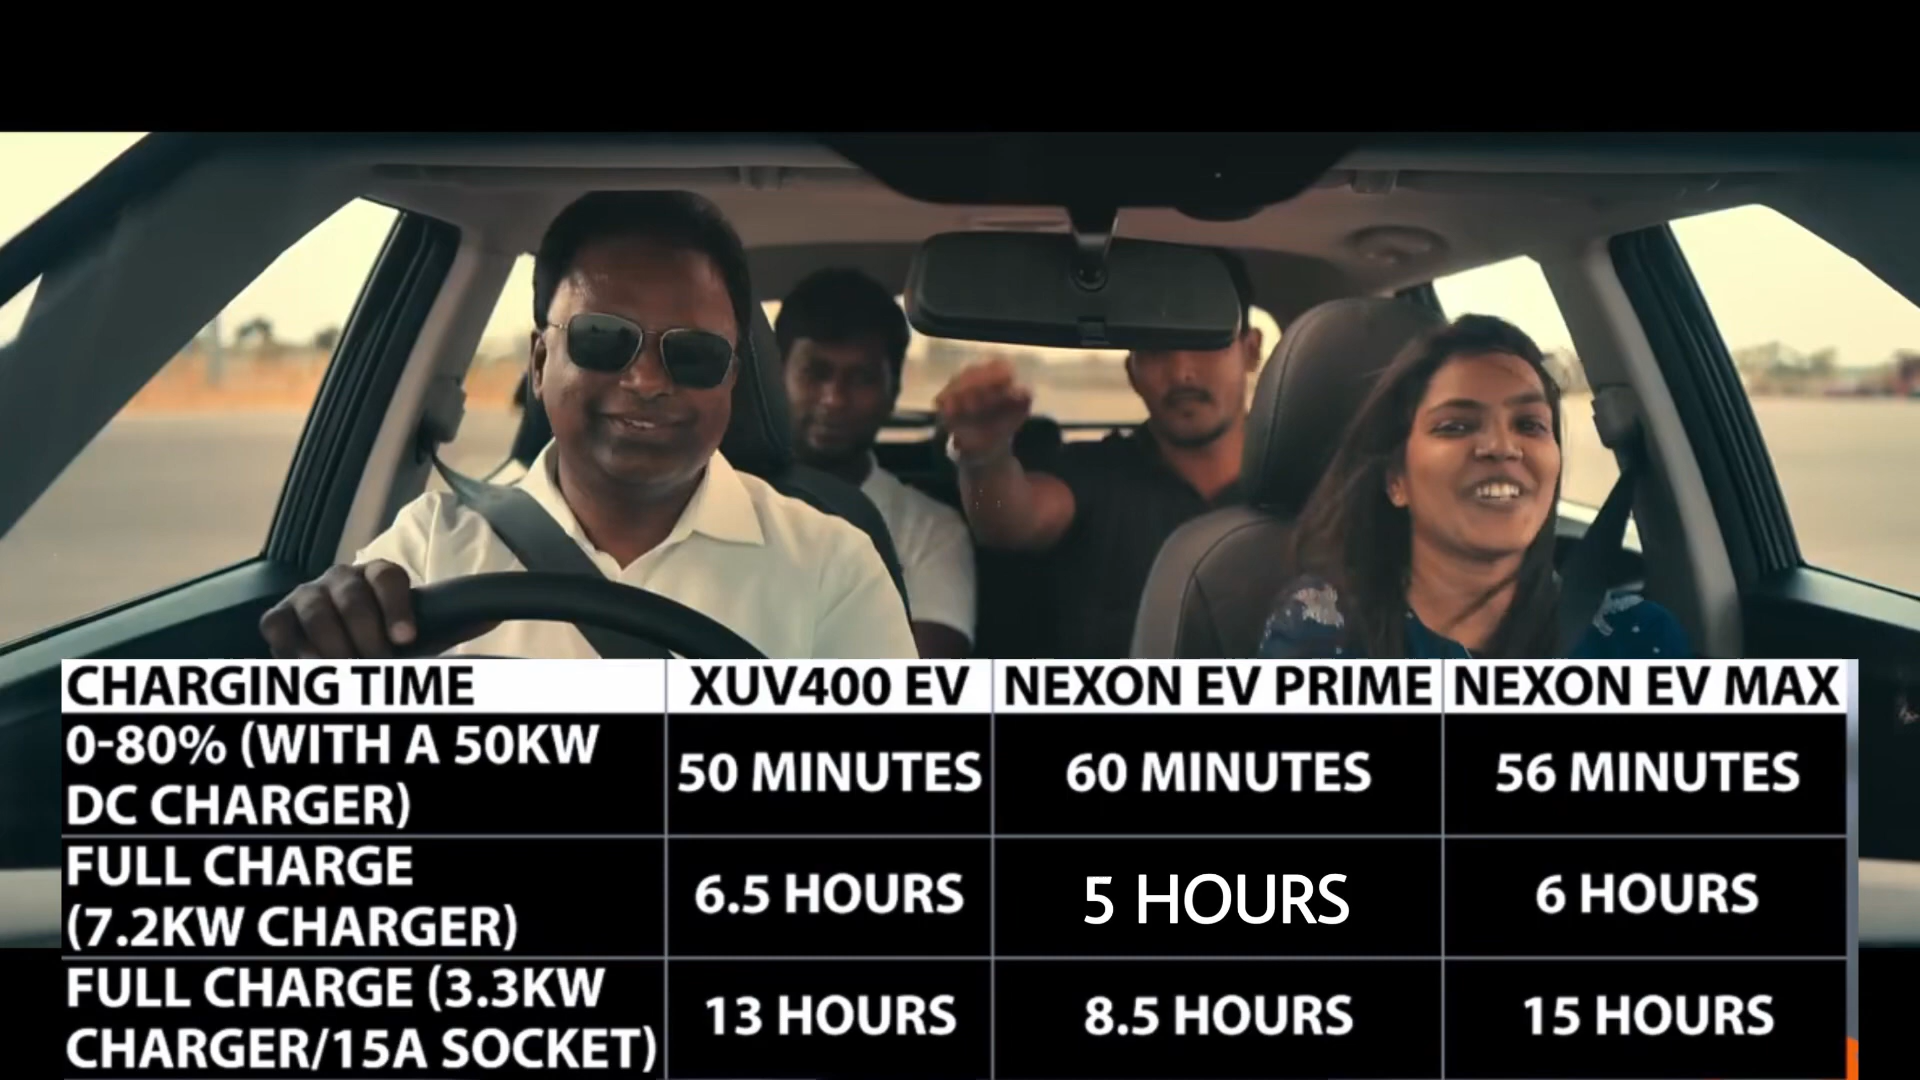 CHARGING TIME XUV400 EV NEXON EV PRIME NEXON EV MAX
0-80% (WITH A 50KW
DC CHARGER) 50 MINUTES 60 MINUTES 56 MINUTES
FULL CHARGE
(7.2KW CHARGER) 6.5 HOURS 5 HOURS 6 HOURS
FULL CHARGE (3.3KW
CHARGER/15A SOCKET) 13 HOURS 8.5 HOURS 15 HOURS